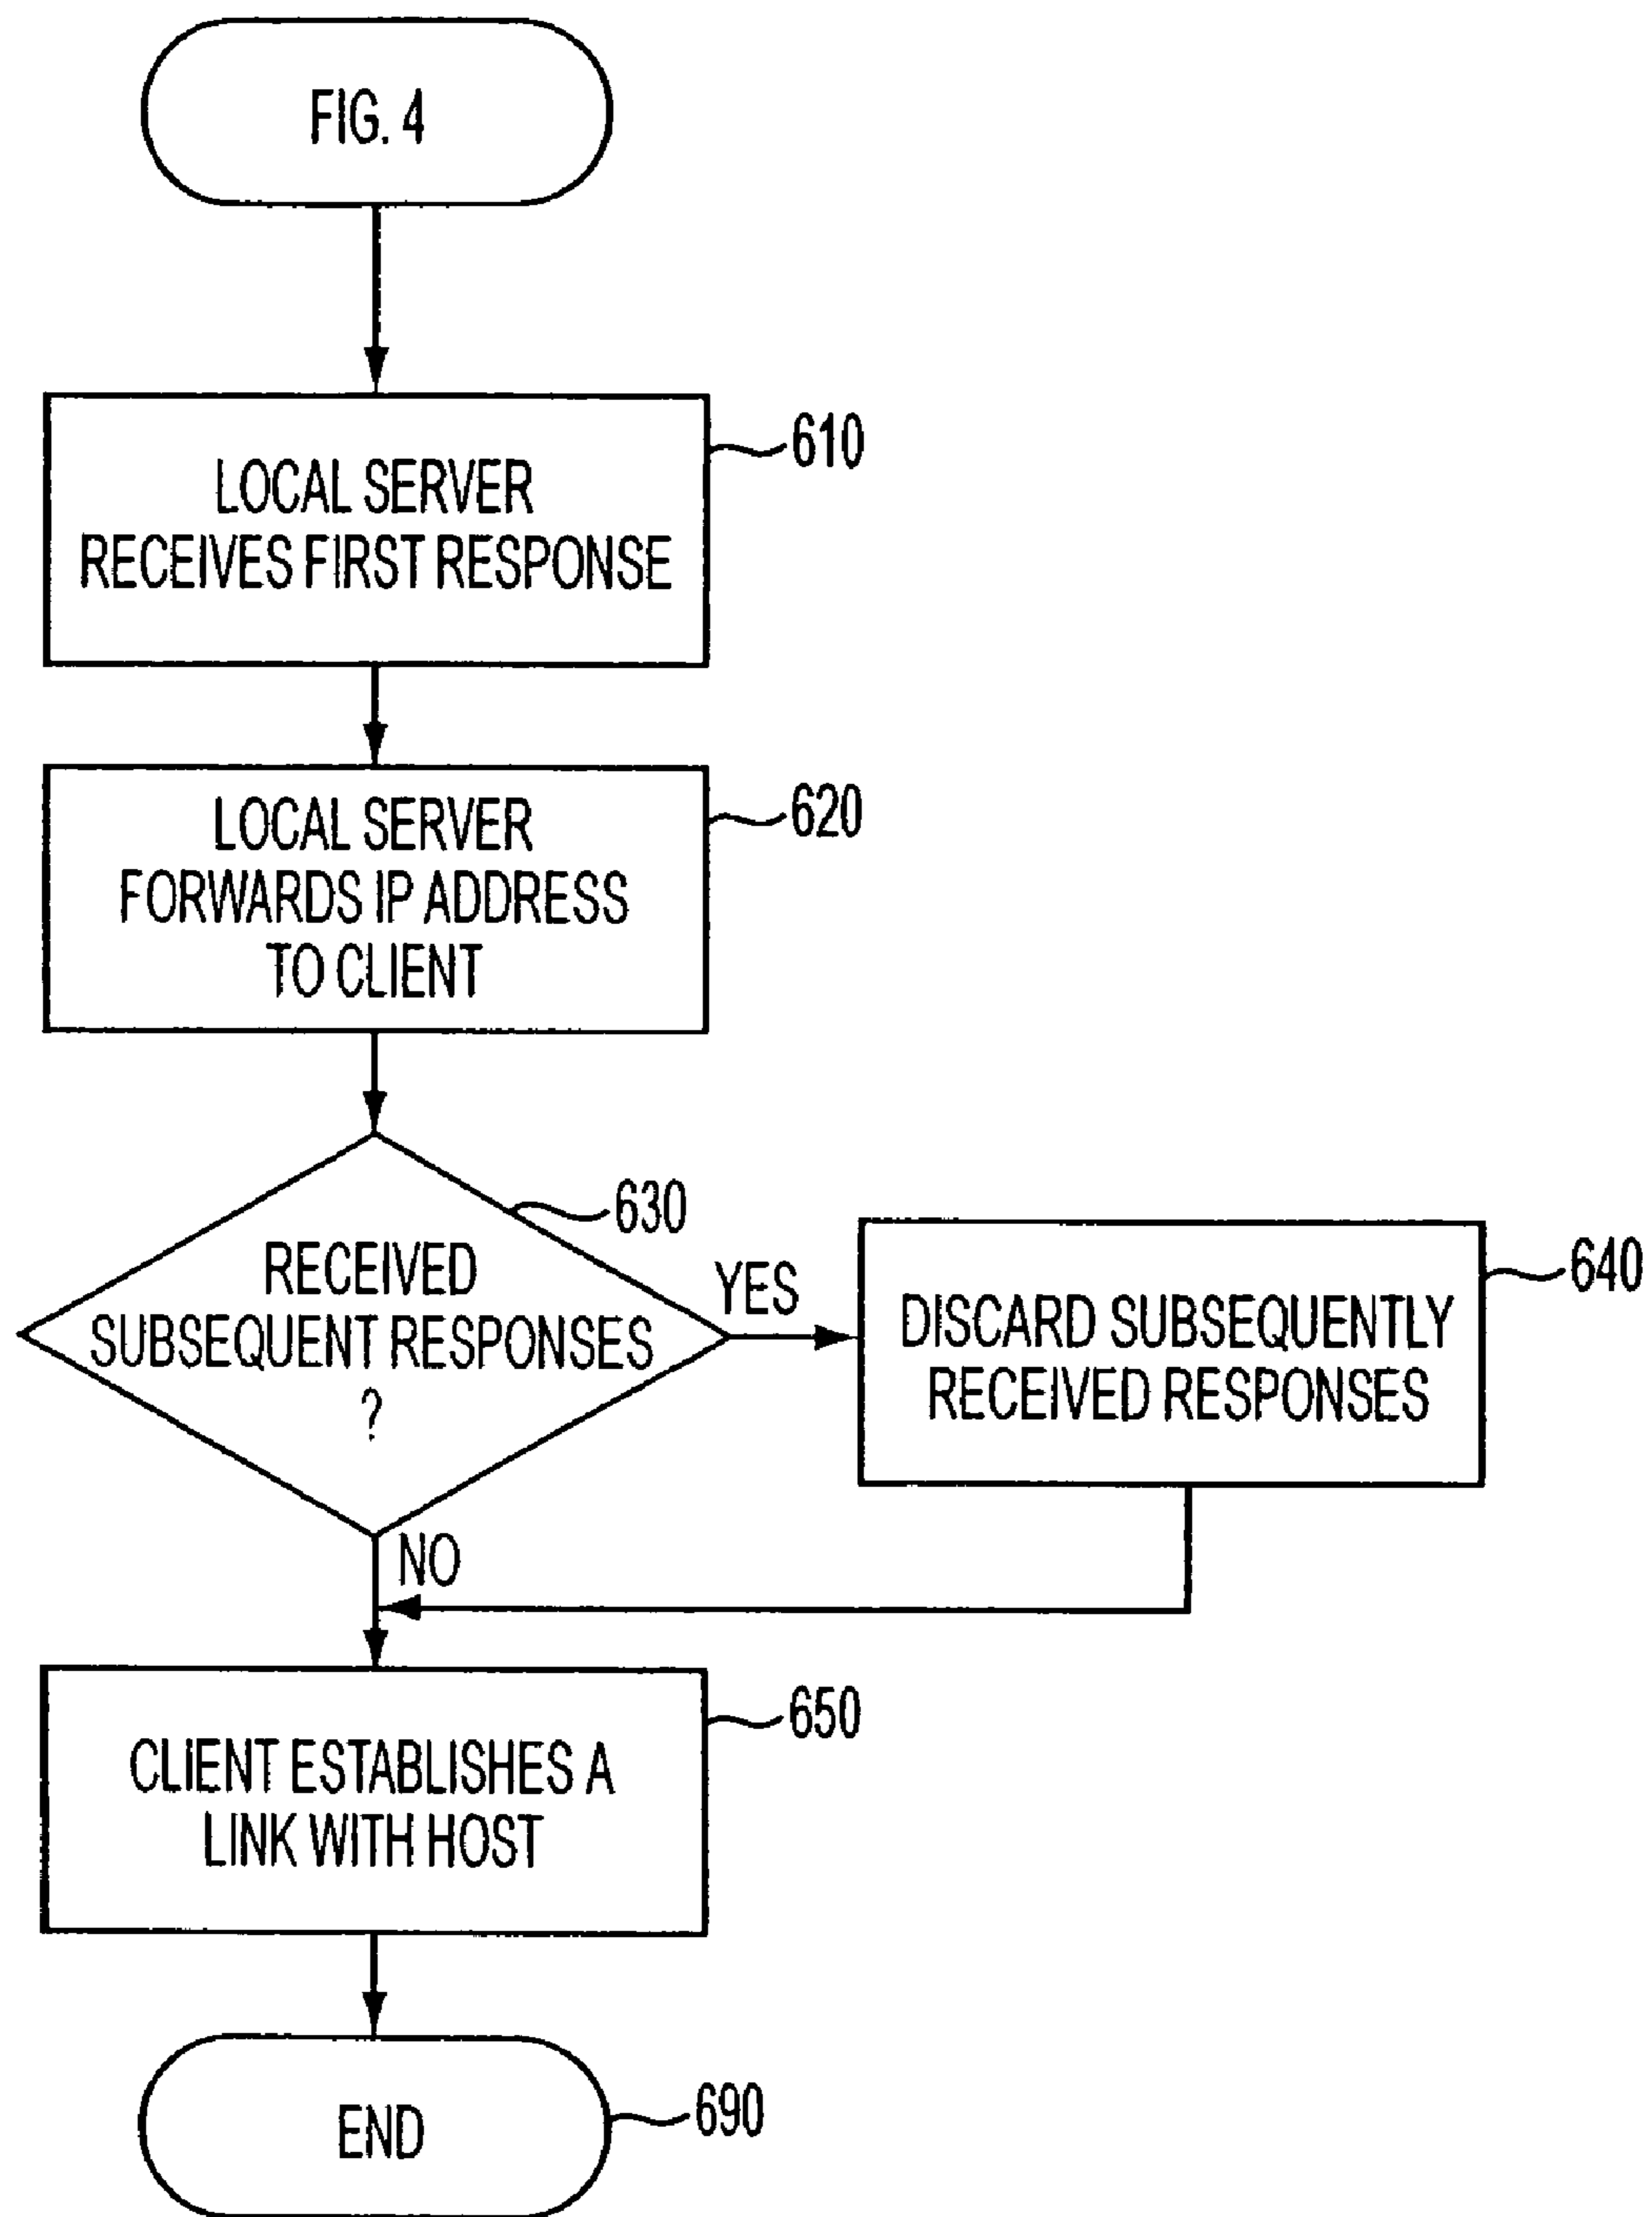 FIG. 4
610
LOCAL SERVER
RECEIVES FIRST RESPONSE
620
LOCAL SERVER
FORWARDS IP ADDRESS
TO CLIENT
630
RECEIVED
SUBSEQUENT RESPONSES
?
YES
640
DISCARD SUBSEQUENTLY
RECEIVED RESPONSES
NO
650
CLIENT ESTABLISHES A
LINK WITH HOST
END
690